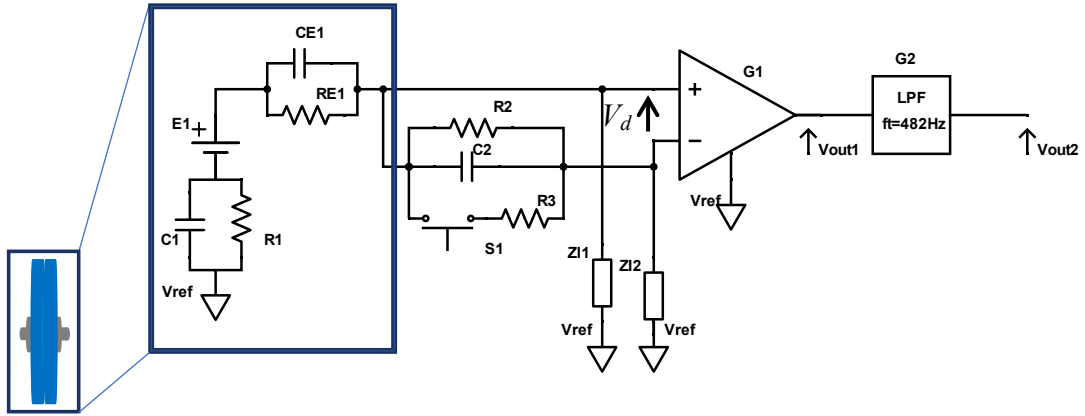 CE1
G1
G2
RE1
R2
LPF
ft=482Hz
E1
+
Vd
+
C2
−
Vout1
Vout2
R3
Vref
C1
R1
S1
ZI1
ZI2
Vref
Vref
Vref